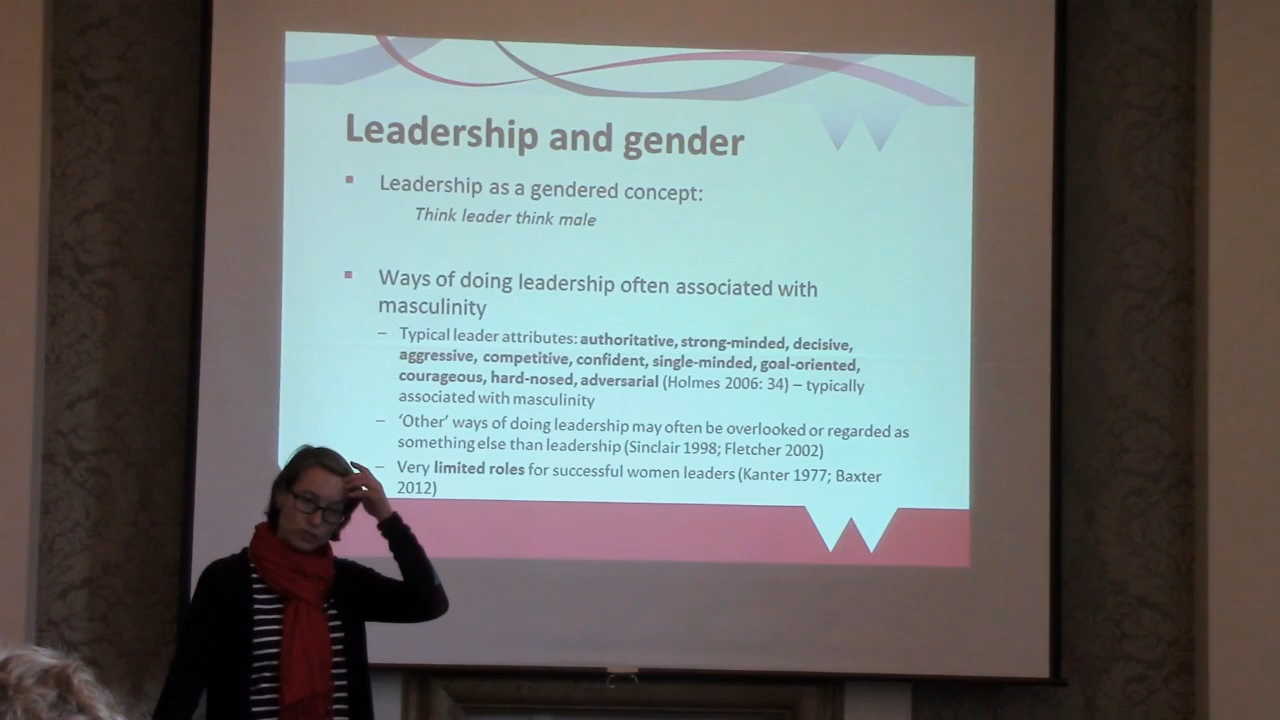 Leadership and gender
▪ Leadership as a gendered concept:
Think leader think male
▪ Ways of doing leadership often associated with
masculinity
– Typical leader attributes: authoritative, strong-minded, decisive,
aggressive, competitive, confident, single-minded, goal-oriented,
courageous, hard-nosed, adversarial (Holmes 2006: 34) – typically
associated with masculinity
– ‘Other’ ways of doing leadership may often be overlooked or regarded as
something else than leadership (Sinclair 1998; Fletcher 2002)
– Very limited roles for successful women leaders (Kanter 1977; Baxter
2012)